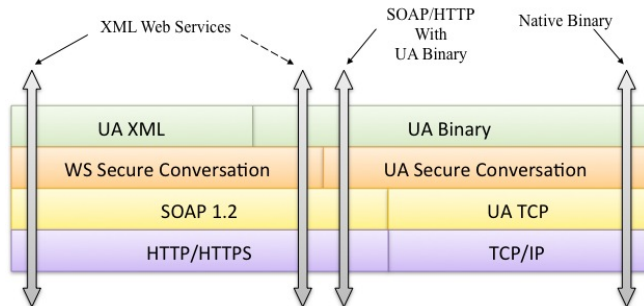 XML Web Services
SOAP/HTTP
With
UA Binary
Native Binary
UA XML
UA Binary
WS Secure Conversation
UA Secure Conversation
SOAP 1.2
UA TCP
HTTP/HTTPS
TCP/IP